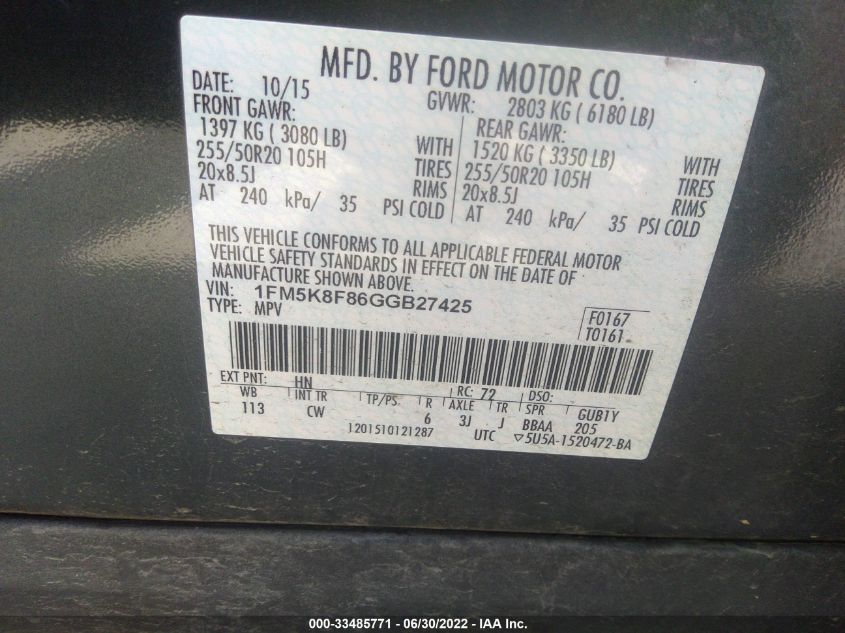 MFD. BY FORD MOTOR CO.
DATE: 10/15 GVWR: 2803 KG ( 6180 LB)
FRONT GAWR: REAR GAWR:
1397 KG ( 3080 LB) WITH 1520 KG ( 3350 LB) WITH
255/50R20 105H TIRES 255/50R20 105H TIRES
20x8.5J RIMS 20x8.5J RIMS
AT 240 kPa/ 35 PSI COLD AT 240 kPa/ 35 PSI COLD
THIS VEHICLE CONFORMS TO ALL APPLICABLE FEDERAL MOTOR
VEHICLE SAFETY STANDARDS IN EFFECT ON THE DATE OF
MANUFACTURE SHOWN ABOVE.
VIN: 1FM5K8F86GGB27425
TYPE: MPV
F0167
T0161
EXT PNT: HN RC: 72 DSO:
WB INT TR TP/PS R AXLE TR SPR GUB1Y
113 CW 6 3J J BBAA 205
1201510121287 UTC ▽5U5A-1520472-BA
000-33485771 - 06/30/2022 - IAA Inc.